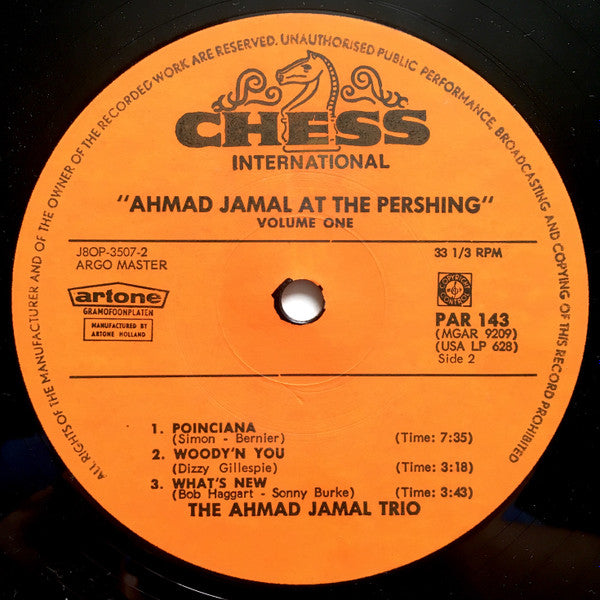 ALL RIGHTS OF THE MANUFACTURER AND OF THE OWNER OF THE RECORDED WORK ARE RESERVED. UNAUTHORISED PUBLIC PERFORMANCE, BROADCASTING AND COPYING OF THIS RECORD PROHIBITED
CHESS
INTERNATIONAL
"AHMAD JAMAL AT THE PERSHING"
VOLUME ONE
J8OP-3507-2
ARGO MASTER
33 1/3 RPM
artone
GRAMOFOONPLATEN
MANUFACTURED BY
ARTONE HOLLAND
COPYRIGHT
CONTROL
PAR 143
(MGAR 9209)
(USA LP 628)
Side 2
1. POINCIANA
(Simon - Bernier) (Time: 7:35)
2. WOODY'N YOU
(Dizzy Gillespie) (Time: 3:18)
3. WHAT'S NEW
(Bob Haggart - Sonny Burke) (Time: 3:43)
THE AHMAD JAMAL TRIO